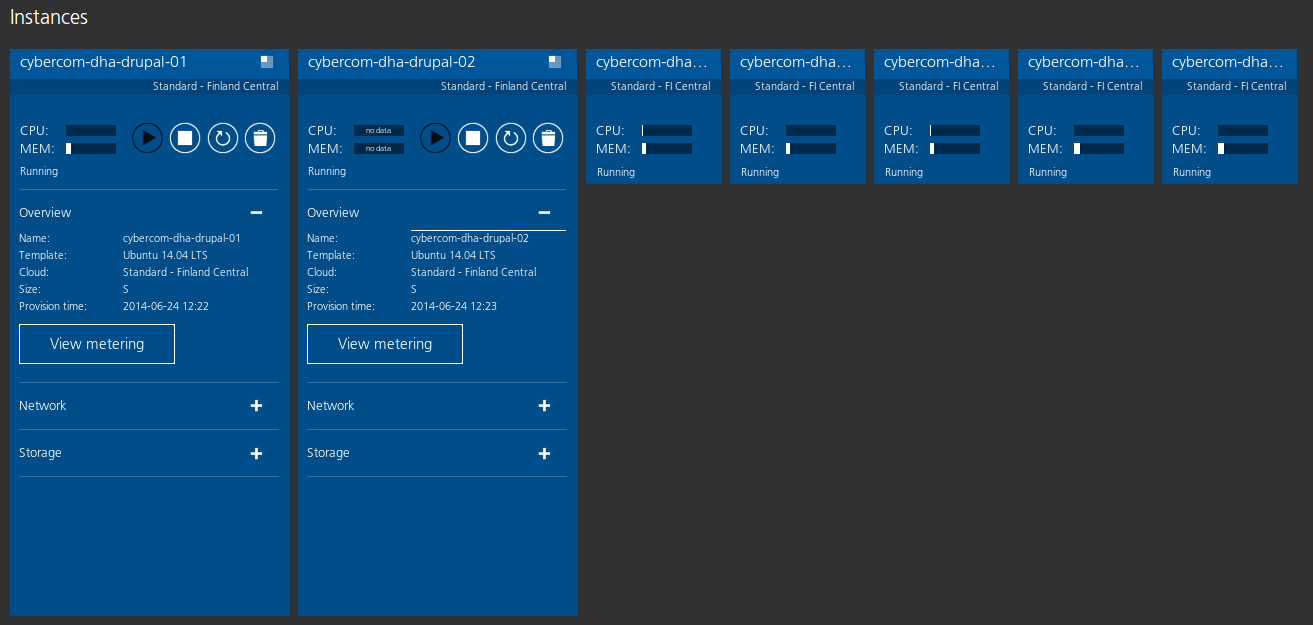 Instances
cybercom-dha-drupal-01
Standard - Finland Central
CPU:
MEM:
Running
Overview
Name: cybercom-dha-drupal-01
Template: Ubuntu 14.04 LTS
Cloud: Standard - Finland Central
Size: S
Provision time: 2014-06-24 12:22
View metering
Network
Storage
cybercom-dha-drupal-02
Standard - Finland Central
CPU: no data
MEM: no data
Running
Overview
Name: cybercom-dha-drupal-02
Template: Ubuntu 14.04 LTS
Cloud: Standard - Finland Central
Size: S
Provision time: 2014-06-24 12:23
View metering
Network
Storage
cybercom-dha...
Standard - FI Central
CPU:
MEM:
Running
cybercom-dha...
Standard - FI Central
CPU:
MEM:
Running
cybercom-dha...
Standard - FI Central
CPU:
MEM:
Running
cybercom-dha...
Standard - FI Central
CPU:
MEM:
Running
cybercom-dha...
Standard - FI Central
CPU:
MEM:
Running